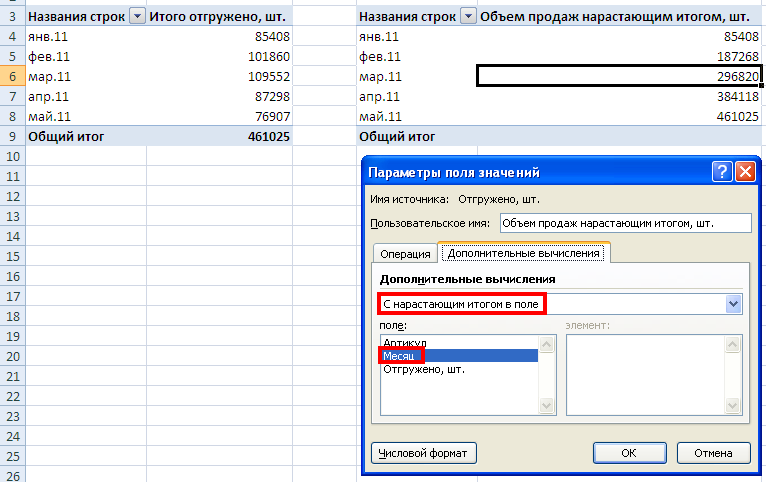 3 Названия строк Итого отгружено, шт. Названия строк Объем продаж нарастающим итогом, шт.
4 янв.11 85408 янв.11 85408
5 фев.11 101860 фев.11 187268
6 мар.11 109552 мар.11 296820
7 апр.11 87298 апр.11 384118
8 май.11 76907 май.11 461025
9 Общий итог 461025 Общий итог
10
11
12
13
14
15
16
17
18
19
20
21
22
23
24
25
26
Параметры поля значений
Имя источника: Отгружено, шт.
Пользовательское имя: Объем продаж нарастающим итогом, шт.
Операция Дополнительные вычисления
Дополнительные вычисления
С нарастающим итогом в поле
поле: элемент:
Артикул
Месяц
Отгружено, шт.
Числовой формат ОК Отмена